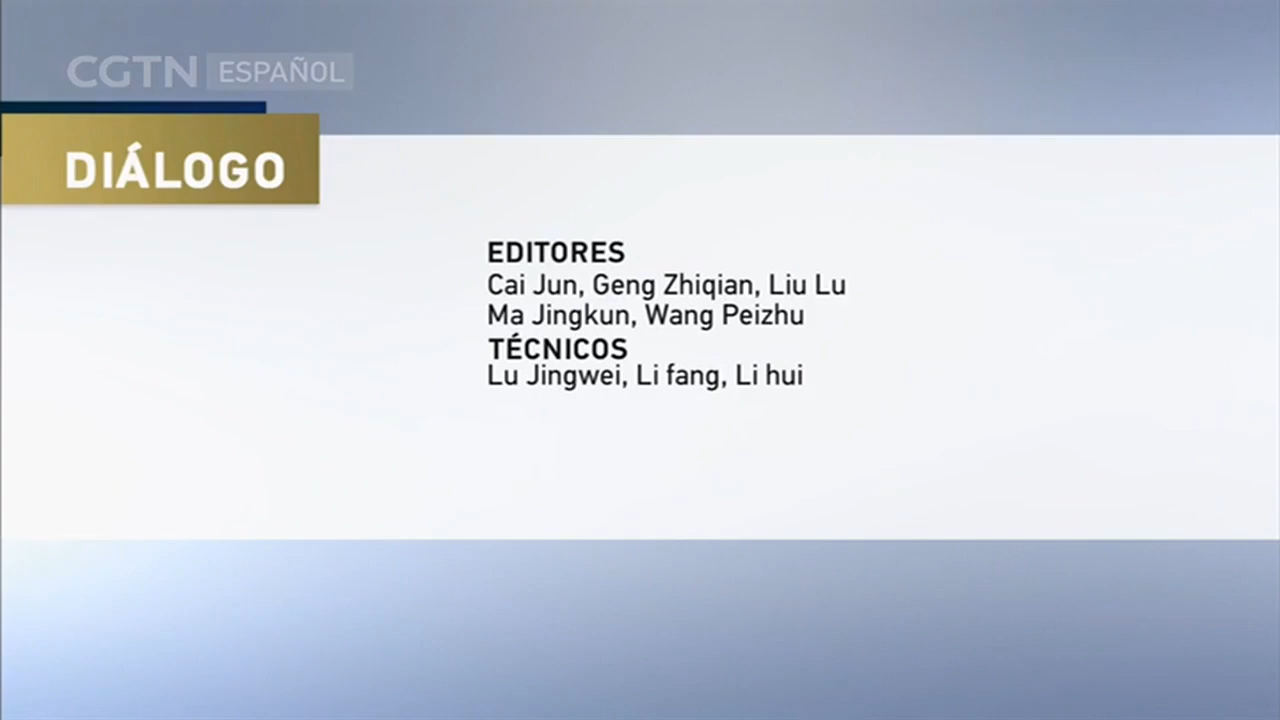 CGTN ESPAÑOL
DIÁLOGO
EDITORES
Cai Jun, Geng Zhiqian, Liu Lu
Ma Jingkun, Wang Peizhu
TÉCNICOS
Lu Jingwei, Li fang, Li hui